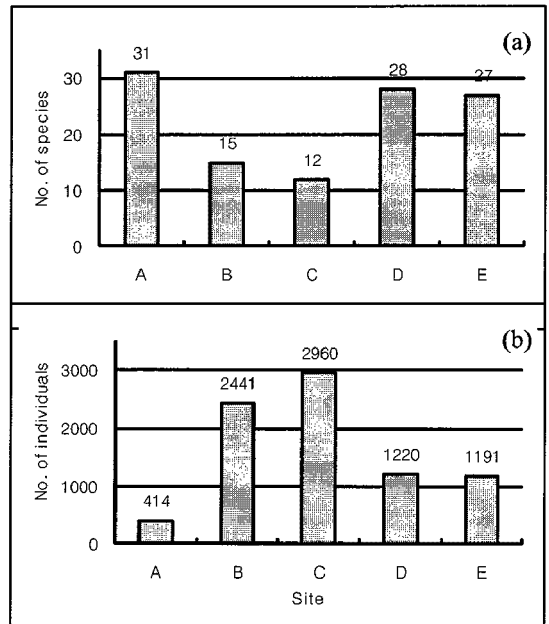 (a)
No. of species
30
20
10
0
31
15
12
28
27
A B C D E
(b)
No. of individuals
3000
2000
1000
0
414
2441
2960
1220
1191
A B C D E
Site